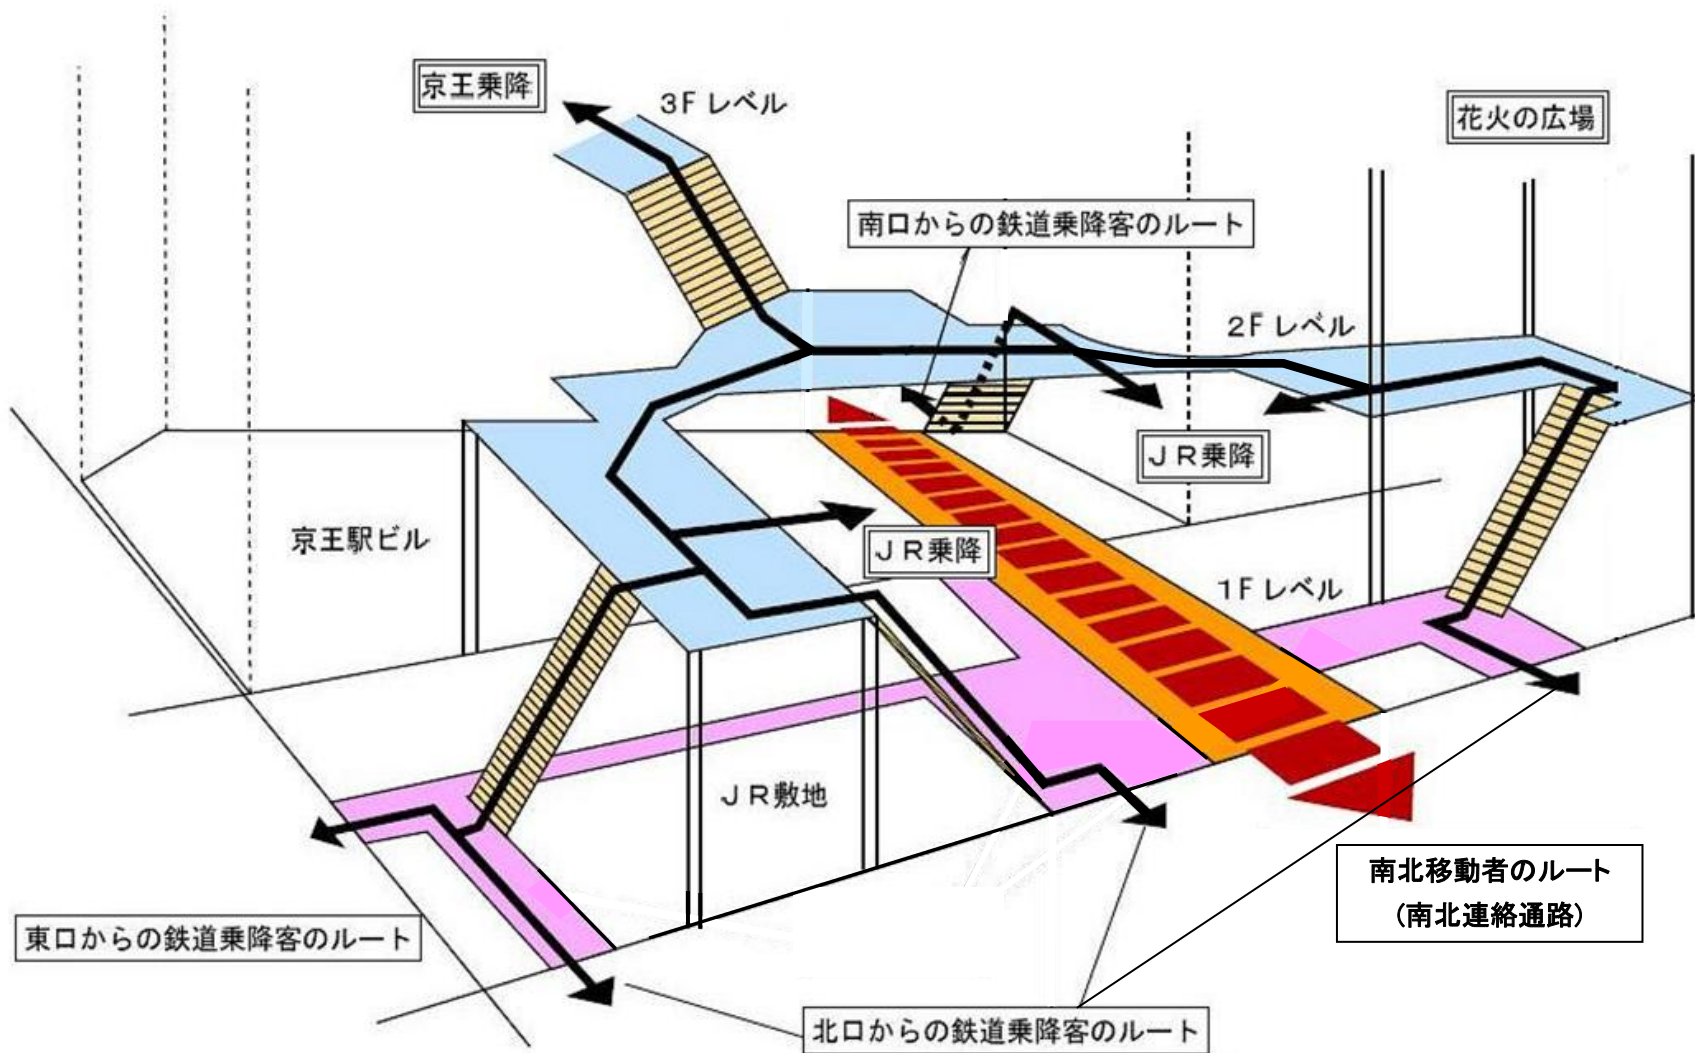 京王乗降
3F レベル
花火の広場
南口からの鉄道乗降客のルート
2F レベル
JR乗降
京王駅ビル
JR乗降
1F レベル
JR敷地
南北移動者のルート
(南北連絡通路)
東口からの鉄道乗降客のルート
北口からの鉄道乗降客のルート